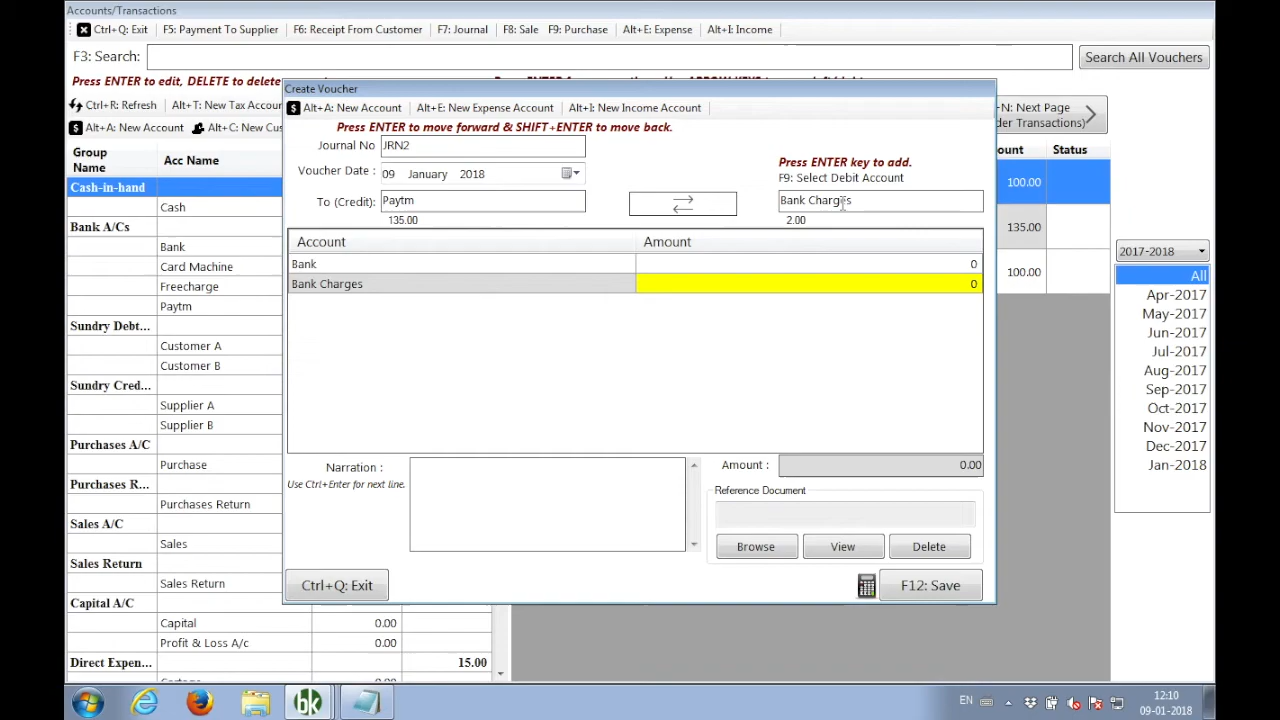 Accounts/Transactions
Ctrl+Q: Exit F5: Payment To Supplier F6: Receipt From Customer F7: Journal F8: Sale F9: Purchase Alt+E: Expense Alt+I: Income
F3: Search: Search All Vouchers
Press ENTER to edit, DELETE to delete
Ctrl+R: Refresh Alt+T: New Tax Accoun
Alt+A: New Account Alt+C: New Cus
N: Next Page
der Transactions)
Group Name Acc Name
ount Status
Cash-in-hand
Cash
Bank A/Cs
Bank
Card Machine
Freecharge
Paytm
Sundry Debt...
Customer A
Customer B
Sundry Cred...
Supplier A
Supplier B
Purchases A/C
Purchase
Purchases R...
Purchases Return
Sales A/C
Sales
Sales Return
Sales Return
Capital A/C
Capital 0.00
Profit & Loss A/c 0.00
Direct Expen... 15.00
Create Voucher
Alt+A: New Account Alt+E: New Expense Account Alt+I: New Income Account
Press ENTER to move forward & SHIFT+ENTER to move back.
Journal No JRN2
Voucher Date : 09 January 2018
To (Credit): Paytm
135.00
Press ENTER key to add.
F9: Select Debit Account
Bank Charges
2.00
Account Amount
Bank 0
Bank Charges 0
Narration :
Use Ctrl+Enter for next line.
Amount : 0.00
Reference Document
Browse View Delete
Ctrl+Q: Exit F12: Save
100.00
135.00
100.00
2017-2018
All
Apr-2017
May-2017
Jun-2017
Jul-2017
Aug-2017
Sep-2017
Oct-2017
Nov-2017
Dec-2017
Jan-2018
bk
EN
12:10
09-01-2018